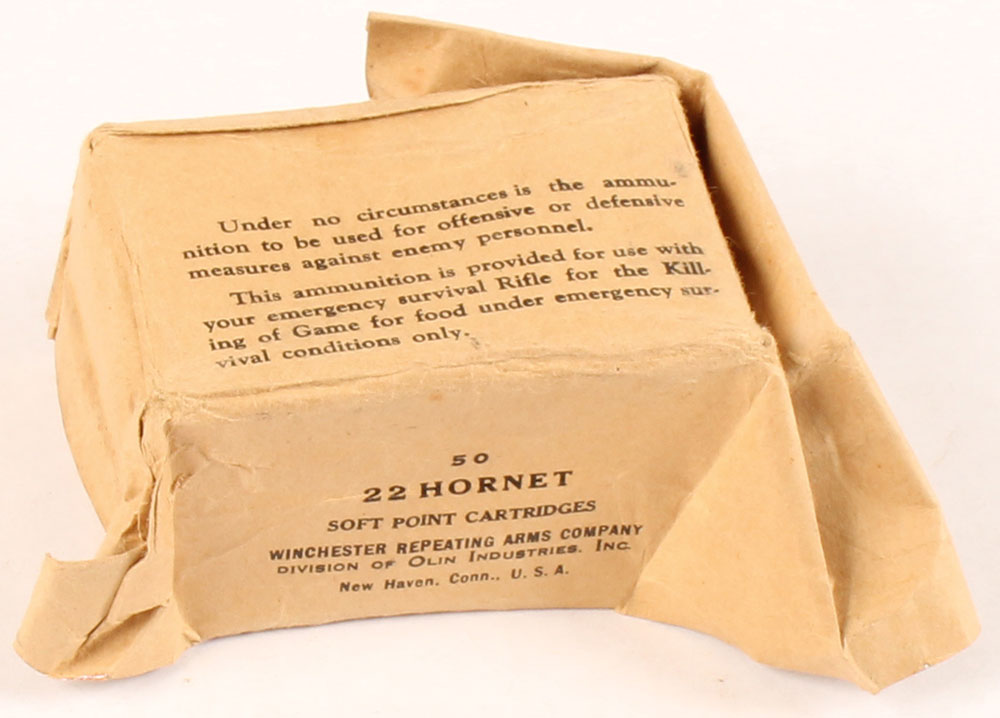 Under no circumstances is the ammu-
nition to be used for offensive or defensive
measures against enemy personnel.
This ammunition is provided for use with
your emergency survival Rifle for the Kill-
ing of Game for food under emergency sur-
vival conditions only.
50
22 HORNET
SOFT POINT CARTRIDGES
WINCHESTER REPEATING ARMS COMPANY
DIVISION OF OLIN INDUSTRIES. INC.
New Haven. Conn., U. S. A.